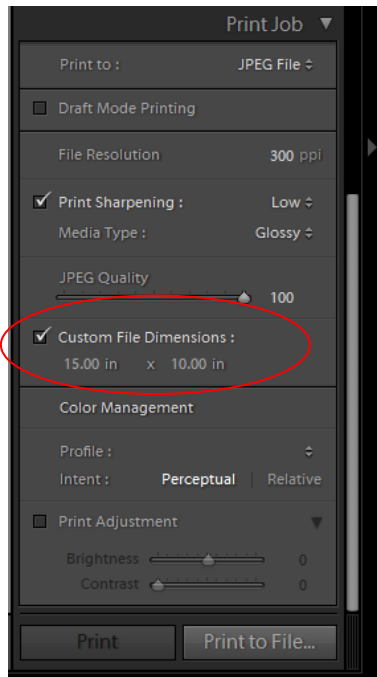 Print Job
Print to : JPEG File
Draft Mode Printing
File Resolution 300 ppi
Print Sharpening : Low
Media Type : Glossy
JPEG Quality
100
Custom File Dimensions :
15.00 in x 10.00 in
Color Management
Profile :
Intent : Perceptual Relative
Print Adjustment
Brightness 0
Contrast 0
Print Print to File...